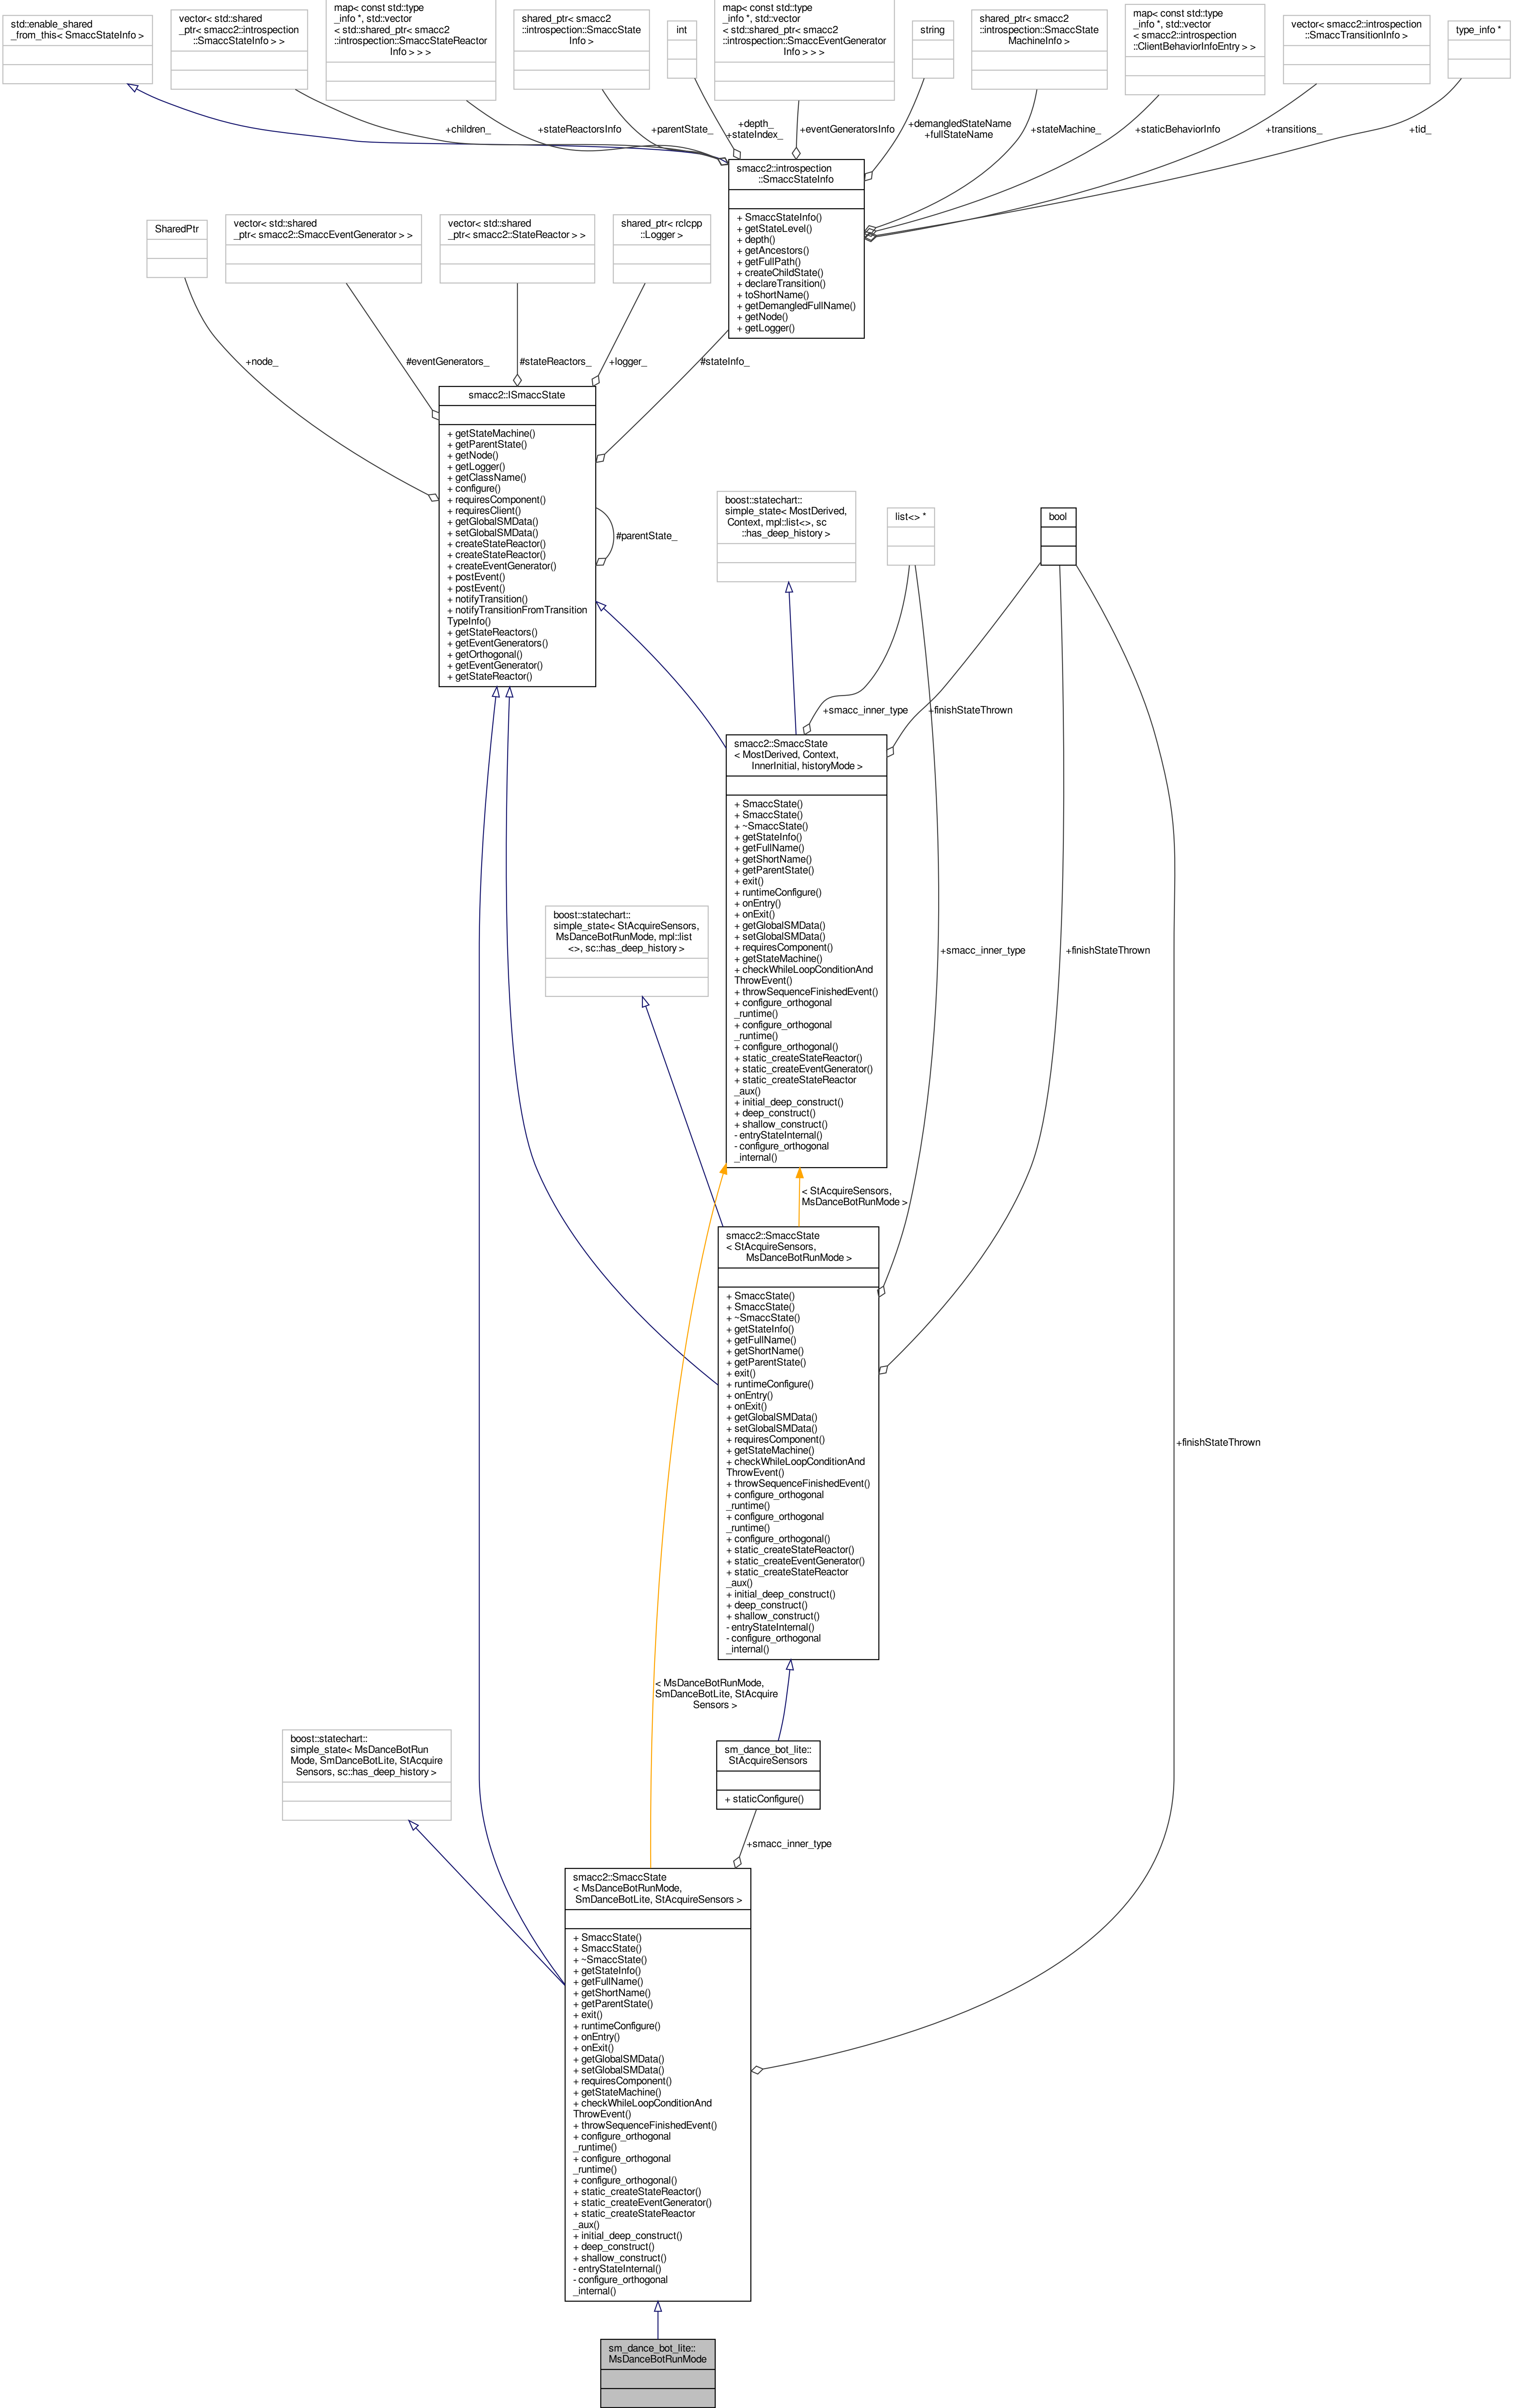 std::enable_shared
_from_this< SmaccStateInfo >
vector< std::shared
_ptr< smacc2::introspection
::SmaccStateInfo > >
map< const std::type
_info *, std::vector
< std::shared_ptr< smacc2
::introspection::SmaccStateReactor
Info > > >
shared_ptr< smacc2
::introspection::SmaccState
Info >
int
map< const std::type
_info *, std::vector
< std::shared_ptr< smacc2
::introspection::SmaccEventGenerator
Info > > >
string
shared_ptr< smacc2
::introspection::SmaccState
MachineInfo >
map< const std::type
_info *, std::vector
< smacc2::introspection
::ClientBehaviorInfoEntry > >
vector< smacc2::introspection
::SmaccTransitionInfo >
type_info *
+children_
+stateReactorsInfo
+parentState_
+depth_
+stateIndex_
+eventGeneratorsInfo
+demangledStateName
+fullStateName
+stateMachine_
+staticBehaviorInfo
+transitions_
+tid_
smacc2::introspection
::SmaccStateInfo
+ SmaccStateInfo()
+ getStateLevel()
+ depth()
+ getAncestors()
+ getFullPath()
+ createChildState()
+ declareTransition()
+ toShortName()
+ getDemangledFullName()
+ getNode()
+ getLogger()
SharedPtr
vector< std::shared
_ptr< smacc2::SmaccEventGenerator > >
vector< std::shared
_ptr< smacc2::StateReactor > >
shared_ptr< rclcpp
::Logger >
+node_
#eventGenerators_
#stateReactors_
+logger_
#stateInfo_
smacc2::ISmaccState
+ getStateMachine()
+ getParentState()
+ getNode()
+ getLogger()
+ getClassName()
+ configure()
+ requiresComponent()
+ requiresClient()
+ getGlobalSMData()
+ setGlobalSMData()
+ createStateReactor()
+ createStateReactor()
+ createEventGenerator()
+ postEvent()
+ postEvent()
+ notifyTransition()
+ notifyTransitionFromTransition
TypeInfo()
+ getStateReactors()
+ getEventGenerators()
+ getOrthogonal()
+ getEventGenerator()
+ getStateReactor()
#parentState_
boost::statechart::
simple_state< MostDerived,
Context, mpl::list<>, sc
::has_deep_history >
list<> *
bool
+smacc_inner_type
+finishStateThrown
smacc2::SmaccState
< MostDerived, Context,
InnerInitial, historyMode >
+ SmaccState()
+ SmaccState()
+ ~SmaccState()
+ getStateInfo()
+ getFullName()
+ getShortName()
+ getParentState()
+ exit()
+ runtimeConfigure()
+ onEntry()
+ onExit()
+ getGlobalSMData()
+ setGlobalSMData()
+ requiresComponent()
+ getStateMachine()
+ checkWhileLoopConditionAnd
ThrowEvent()
+ throwSequenceFinishedEvent()
+ configure_orthogonal
_runtime()
+ configure_orthogonal
_runtime()
+ configure_orthogonal()
+ static_createStateReactor()
+ static_createEventGenerator()
+ static_createStateReactor
_aux()
+ initial_deep_construct()
+ deep_construct()
+ shallow_construct()
- entryStateInternal()
- configure_orthogonal
_internal()
boost::statechart::
simple_state< StAcquireSensors,
MsDanceBotRunMode, mpl::list
<>, sc::has_deep_history >
+smacc_inner_type
+finishStateThrown
< StAcquireSensors,
MsDanceBotRunMode >
smacc2::SmaccState
< StAcquireSensors,
MsDanceBotRunMode >
+ SmaccState()
+ SmaccState()
+ ~SmaccState()
+ getStateInfo()
+ getFullName()
+ getShortName()
+ getParentState()
+ exit()
+ runtimeConfigure()
+ onEntry()
+ onExit()
+ getGlobalSMData()
+ setGlobalSMData()
+ requiresComponent()
+ getStateMachine()
+ checkWhileLoopConditionAnd
ThrowEvent()
+ throwSequenceFinishedEvent()
+ configure_orthogonal
_runtime()
+ configure_orthogonal
_runtime()
+ configure_orthogonal()
+ static_createStateReactor()
+ static_createEventGenerator()
+ static_createStateReactor
_aux()
+ initial_deep_construct()
+ deep_construct()
+ shallow_construct()
- entryStateInternal()
- configure_orthogonal
_internal()
+finishStateThrown
< MsDanceBotRunMode,
SmDanceBotLite, StAcquire
Sensors >
boost::statechart::
simple_state< MsDanceBotRun
Mode, SmDanceBotLite, StAcquire
Sensors, sc::has_deep_history >
sm_dance_bot_lite::
StAcquireSensors
+ staticConfigure()
+smacc_inner_type
smacc2::SmaccState
< MsDanceBotRunMode,
SmDanceBotLite, StAcquireSensors >
+ SmaccState()
+ SmaccState()
+ ~SmaccState()
+ getStateInfo()
+ getFullName()
+ getShortName()
+ getParentState()
+ exit()
+ runtimeConfigure()
+ onEntry()
+ onExit()
+ getGlobalSMData()
+ setGlobalSMData()
+ requiresComponent()
+ getStateMachine()
+ checkWhileLoopConditionAnd
ThrowEvent()
+ throwSequenceFinishedEvent()
+ configure_orthogonal
_runtime()
+ configure_orthogonal
_runtime()
+ configure_orthogonal()
+ static_createStateReactor()
+ static_createEventGenerator()
+ static_createStateReactor
_aux()
+ initial_deep_construct()
+ deep_construct()
+ shallow_construct()
- entryStateInternal()
- configure_orthogonal
_internal()
sm_dance_bot_lite::
MsDanceBotRunMode